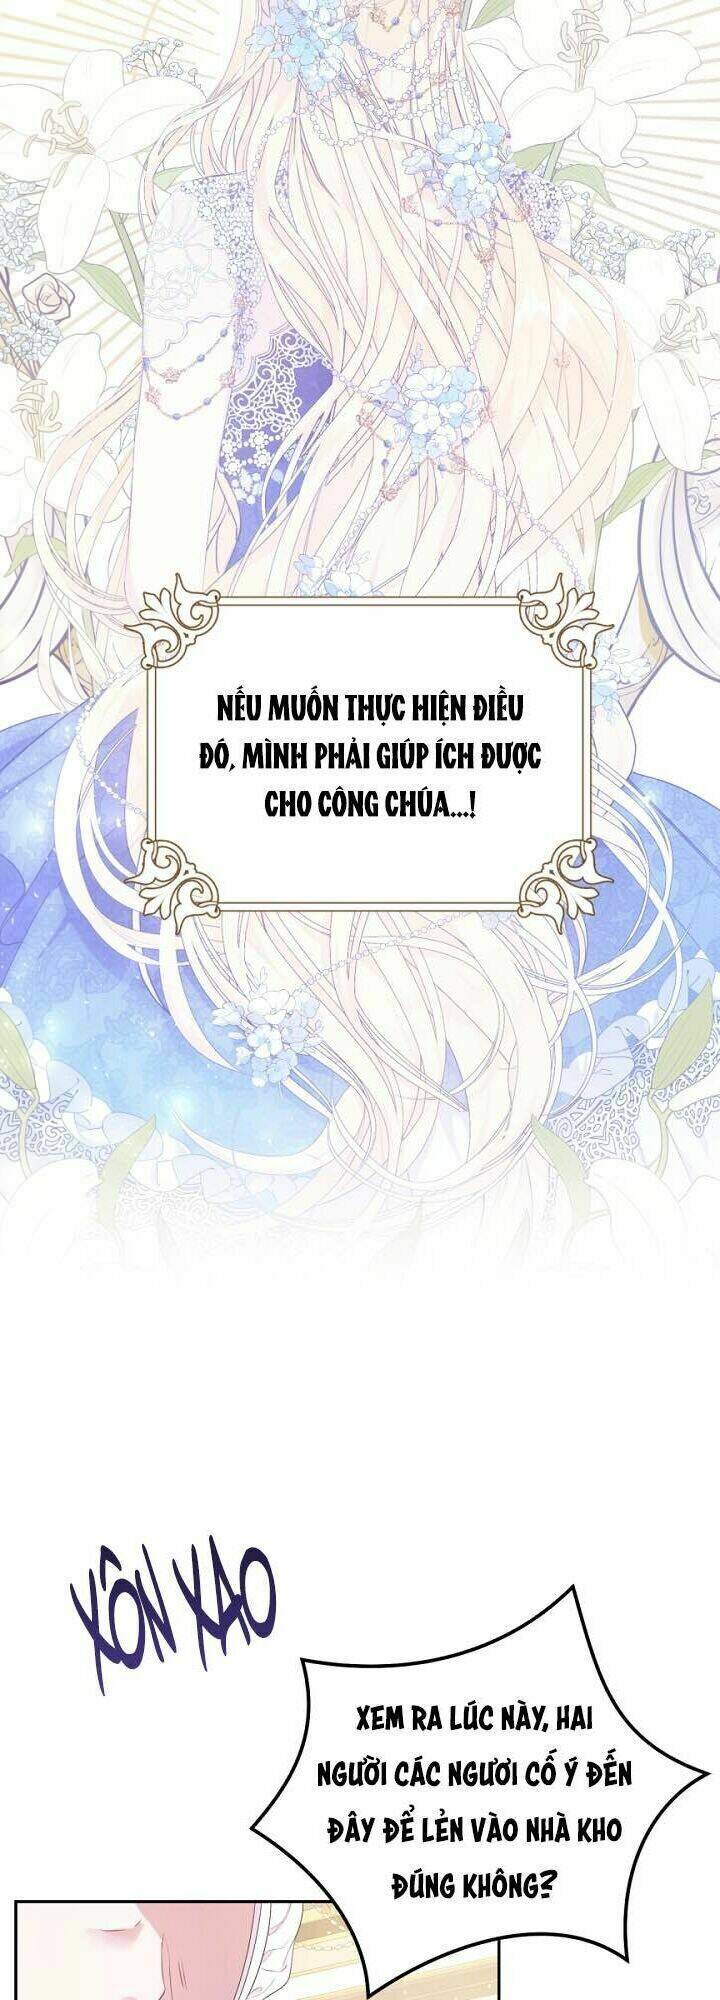 NẾU MUỐN THỰC HIỆN ĐIỀU
ĐÓ, MÌNH PHẢI GIÚP ÍCH ĐƯỢC
CHO CÔNG CHÚA...!
XÔN XAO
XEM RA LÚC NÀY, HAI
NGƯỜI CÁC NGƯƠI CỐ Ý ĐẾN
ĐÂY ĐỂ LẺN VÀO NHÀ KHO
ĐÚNG KHÔNG?